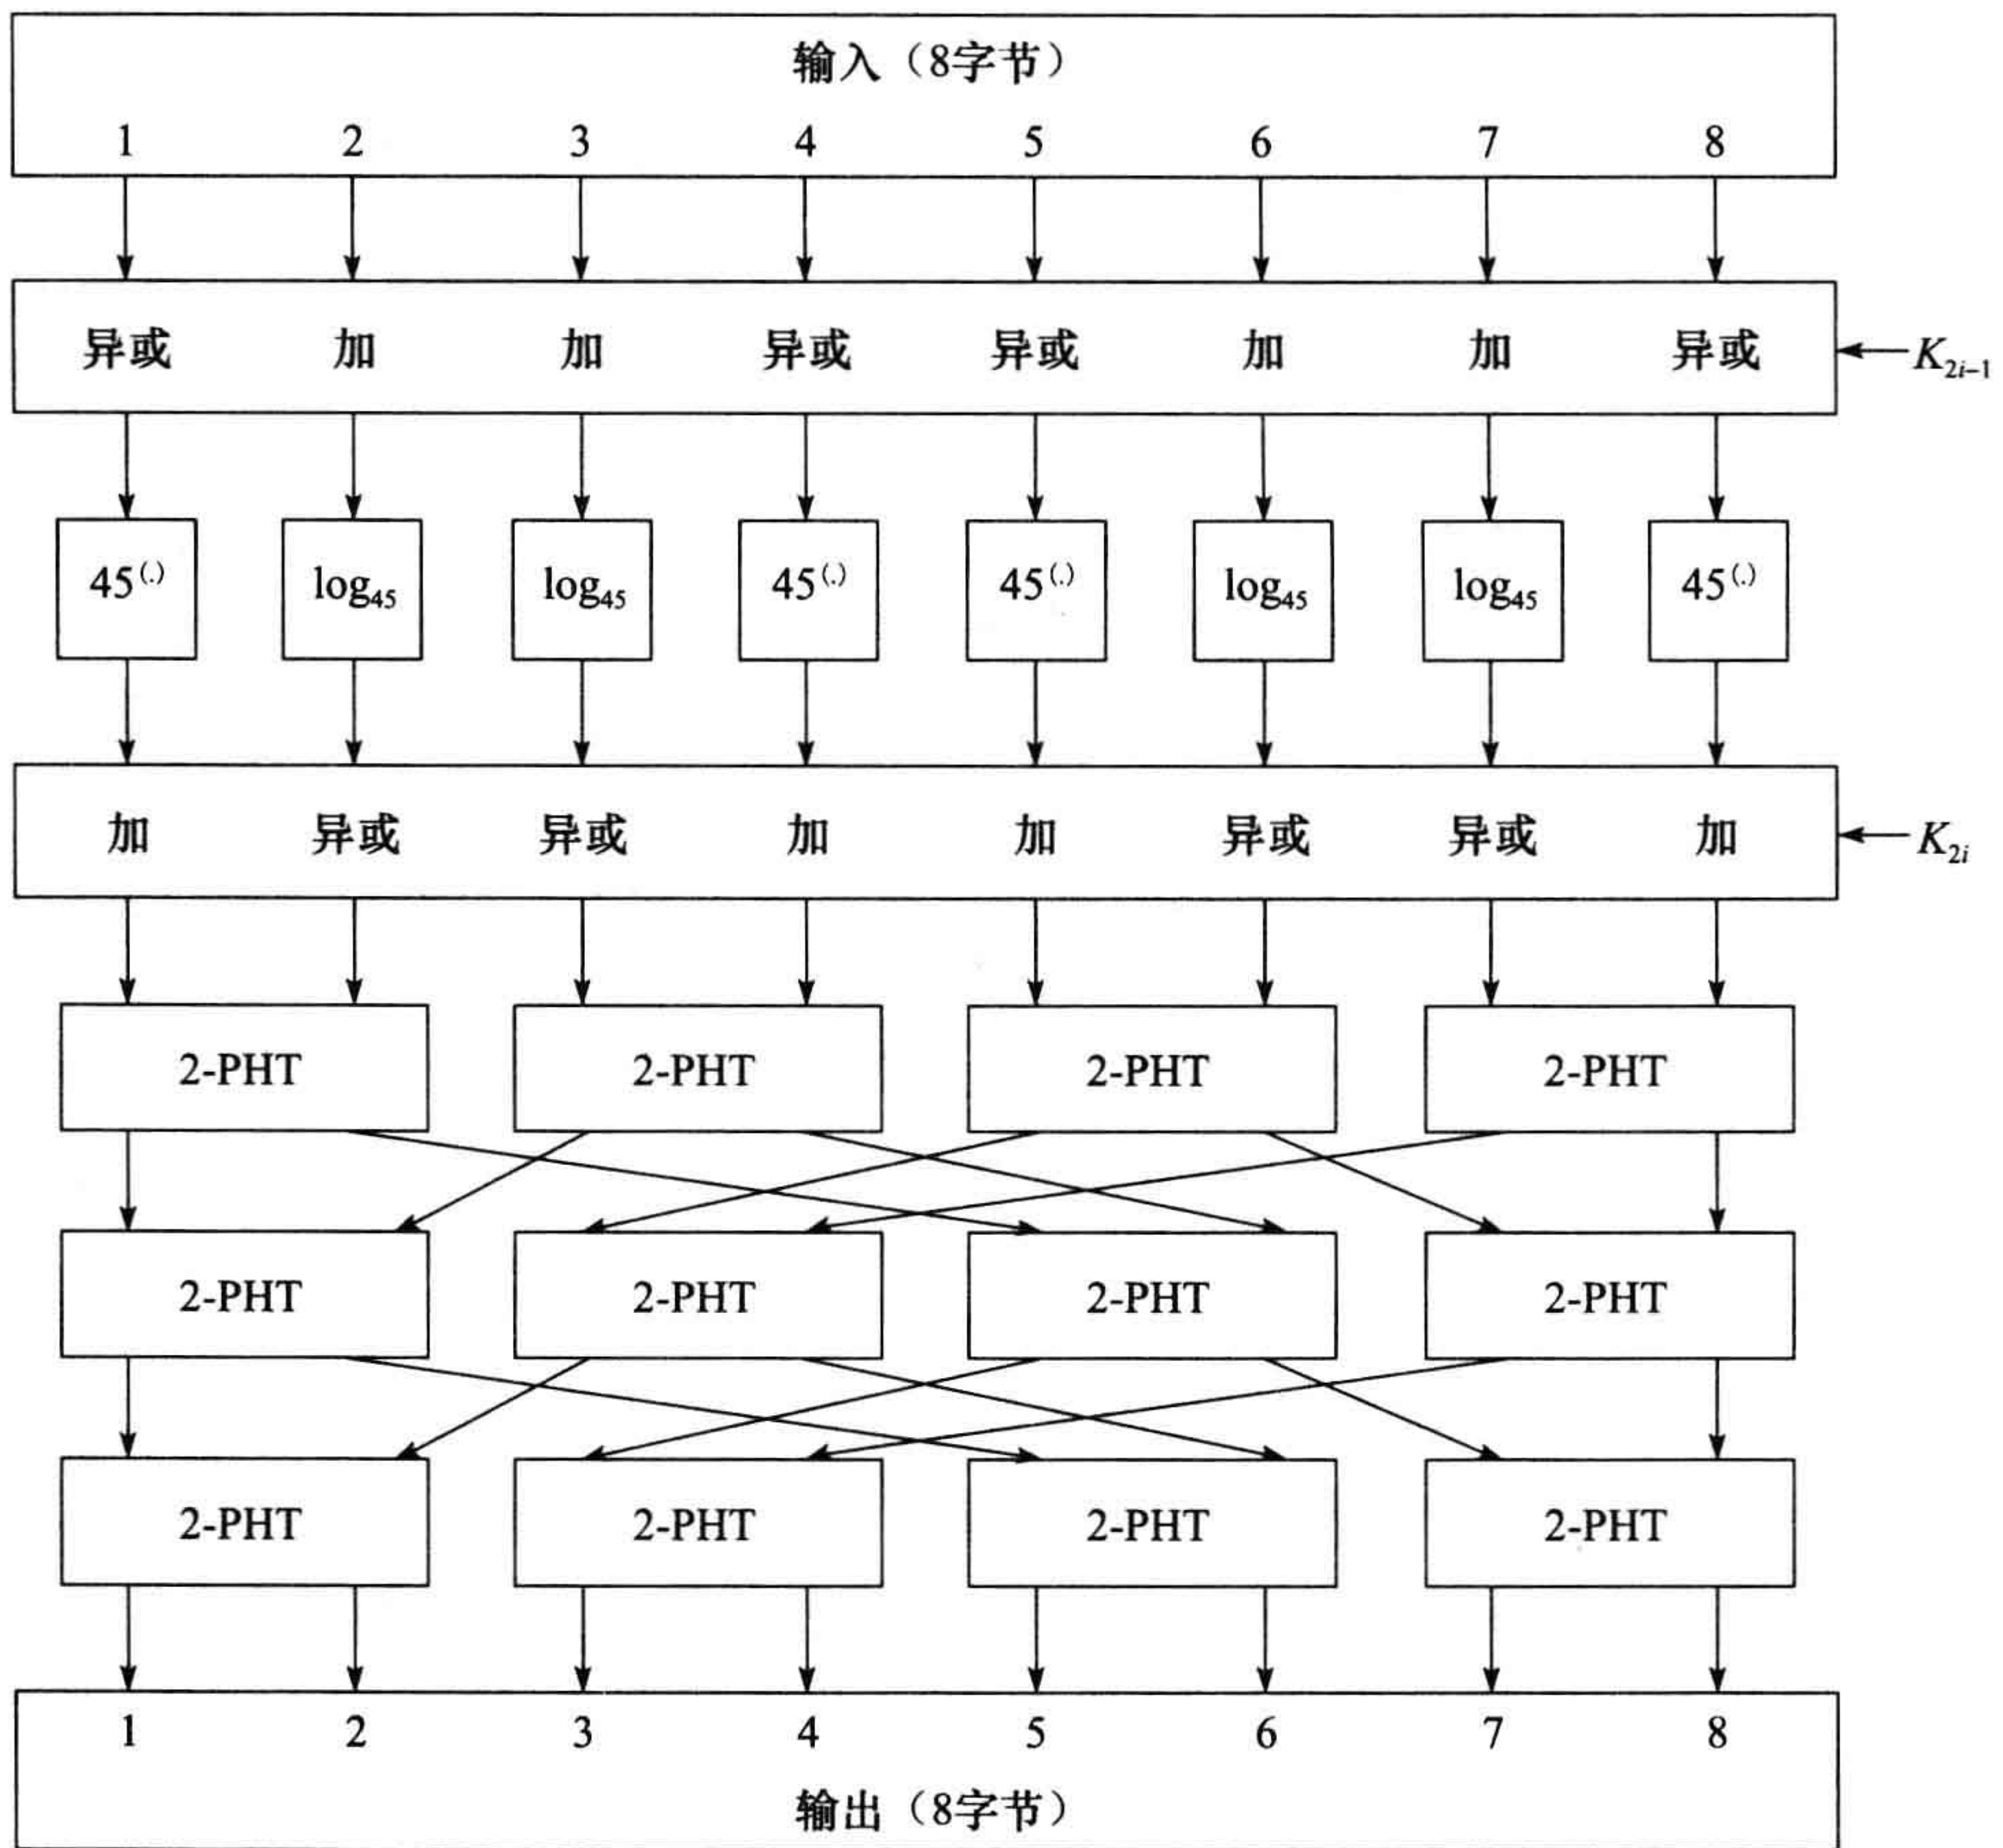 输入（8字节）
1 2 3 4 5 6 7 8
异或 加 加 异或 异或 加 加 异或 K2i–1
45(.) log45 log45 45(.) 45(.) log45 log45 45(.)
加 异或 异或 加 加 异或 异或 加 K2i
2-PHT 2-PHT 2-PHT 2-PHT
2-PHT 2-PHT 2-PHT 2-PHT
2-PHT 2-PHT 2-PHT 2-PHT
1 2 3 4 5 6 7 8
输出（8字节）